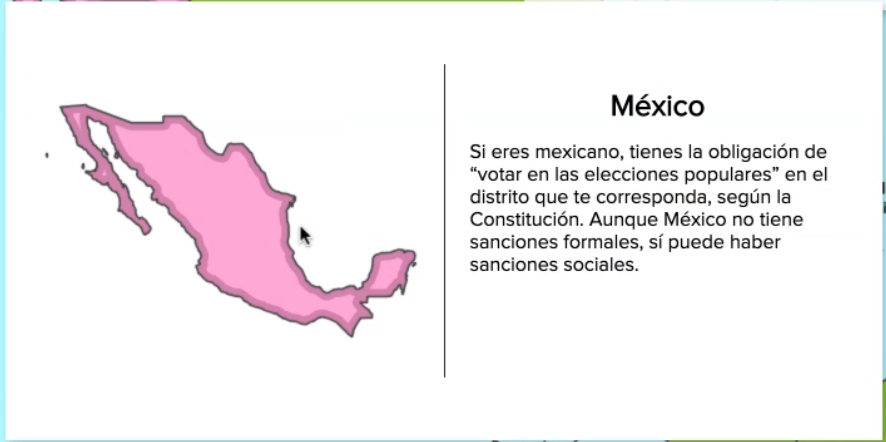 México
Si eres mexicano, tienes la obligación de
“votar en las elecciones populares” en el
distrito que te corresponda, según la
Constitución. Aunque México no tiene
sanciones formales, sí puede haber
sanciones sociales.